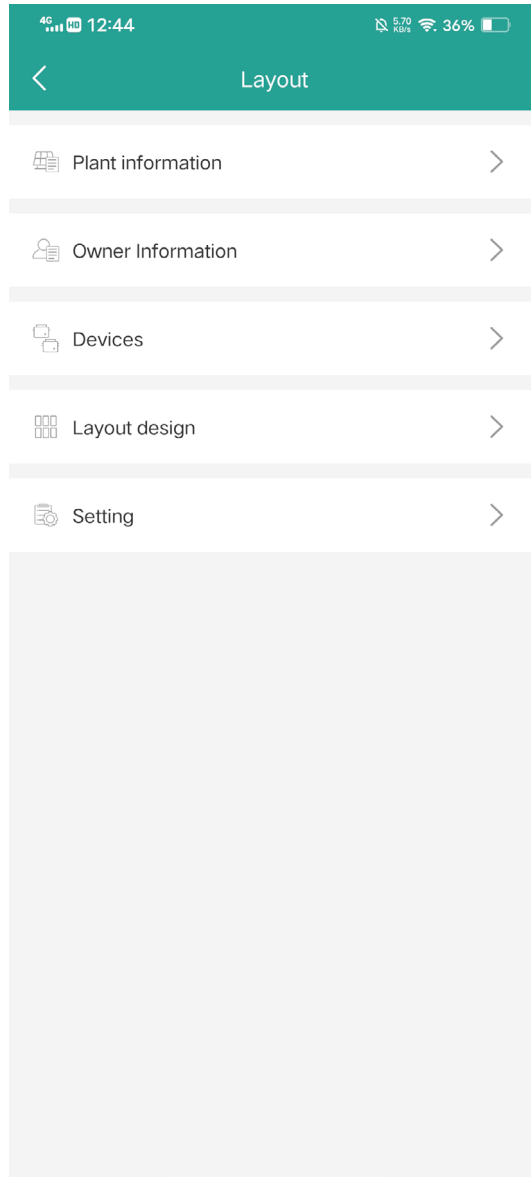 4G HD 12:44 5.70 KB/s 36%
Layout
Plant information
Owner Information
Devices
Layout design
Setting